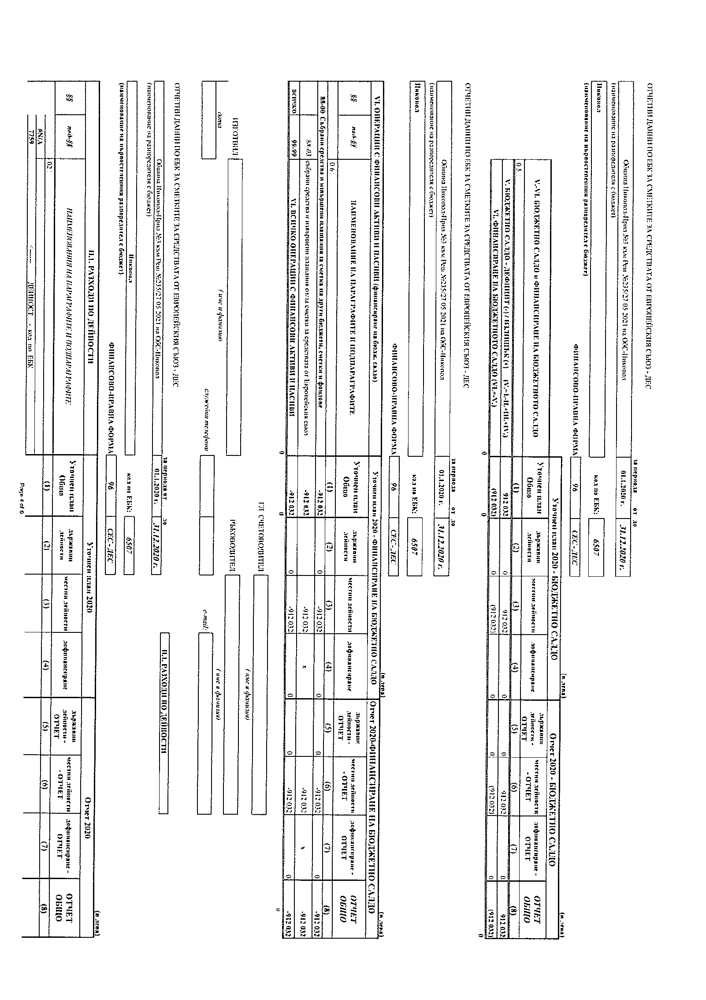 ОТЧЕТНИ ДАННИ ПО ЕБК ЗА СМЕТКИТЕ ЗА СРЕДСТВАТА ОТ ЕВРОПЕЙСКИЯ СЪЮЗ - ДЕС
за периода от до
Община Никопол-Прил №3 към Реш №235/27 05 2021 на ОбС-Никопол 01.1.2020 г. 31.12.2020 г.
(наименование на разпоредителя с бюджет)
Никопол код по ЕБК: 6507
(наименование на първостепенния разпоредител с бюджет)
ФИНАНСОВО-ПРАВНА ФОРМА 96 СЕС - ДЕС
(в лева) (в лева)
Уточнен план 2020 - БЮДЖЕТНО САЛДО Отчет 2020 - БЮДЖЕТНО САЛДО
V.-VI. БЮДЖЕТНО САЛДО и ФИНАНСИРАНЕ НА БЮДЖЕТНОТО САЛДО Уточнен план Общо държавни дейности местни дейности дофинансиране държавни дейности - ОТЧЕТ местни дейности - ОТЧЕТ дофинансиране - ОТЧЕТ ОТЧЕТ ОБЩО
0 5 (1) (2) (3) (4) (5) (6) (7) (8)
V. БЮДЖЕТНО САЛДО - ДЕФИЦИТ (-) / ИЗЛИШЪК (+) (V.=I.-II.+III.+IV.) 912 032 0 912 032 0 0 912 032 0 912 032
VI. ФИНАНСИРАНЕ НА БЮДЖЕТНОТО САЛДО (VI.=-V.) (912 032) 0 (912 032) 0 0 (912 032) 0 (912 032)
0 0 0
ОТЧЕТНИ ДАННИ ПО ЕБК ЗА СМЕТКИТЕ ЗА СРЕДСТВАТА ОТ ЕВРОПЕЙСКИЯ СЪЮЗ - ДЕС
за периода от до
Община Никопол-Прил №3 към Реш №235/27 05 2021 на ОбС-Никопол 01.1.2020 г. 31.12.2020 г.
(наименование на разпоредителя с бюджет)
Никопол код по ЕБК: 6507
ФИНАНСОВО-ПРАВНА ФОРМА 96 СЕС - ДЕС
(в лева) (в лева)
VI. ОПЕРАЦИИ С ФИНАНСОВИ АКТИВИ И ПАСИВИ (финансиране на бюдж. салдо) Уточнен план 2020 - ФИНАНСИРАНЕ НА БЮДЖЕТНО САЛДО Отчет 2020-ФИНАНСИРАНЕ НА БЮДЖЕТНО САЛДО
§§ под-§§ НАИМЕНОВАНИЕ НА ПАРАГРАФИТЕ И ПОДПАРАГРАФИТЕ Уточнен план Общо държавни дейности местни дейности дофинансиране държавни дейности - ОТЧЕТ местни дейности - ОТЧЕТ дофинансиране - ОТЧЕТ ОТЧЕТ ОБЩО
0 6 (1) (2) (3) (4) (5) (6) (7) (8)
88-00 Събрани средства и извършени плащания за сметка на други бюджети, сметки и фондове -912 032 0 -912 032 0 0 -912 032 0 -912 032
88-03 събрани средства и извършени плащания от/за сметки за средствата от Европейския съюз -912 032 -912 032 x -912 032 x -912 032
ВСИЧКО 99-99 VI. ВСИЧКО ОПЕРАЦИИ С ФИНАНСОВИ АКТИВИ И ПАСИВИ -912 032 0 -912 032 0 0 -912 032 0 -912 032
0 0 0
ГЛ СЧЕТОВОДИТЕЛ
(име и фамилия)
ИЗГОТВИЛ РЪКОВОДИТЕЛ
дата (име и фамилия) (име и фамилия)
служебни телефони e-mail:
ОТЧЕТНИ ДАННИ ПО ЕБК ЗА СМЕТКИТЕ ЗА СРЕДСТВАТА ОТ ЕВРОПЕЙСКИЯ СЪЮЗ - ДЕС
за периода от до
Община Никопол-Прил №3 към Реш №235/27 05 2021 на ОбС-Никопол 01.1.2020 г. 31.12.2020 г. II.1. РАЗХОДИ ПО ДЕЙНОСТИ
(наименование на разпоредителя с бюджет)
Никопол код по ЕБК: 6507
(наименование на първостепенния разпоредител с бюджет)
ФИНАНСОВО-ПРАВНА ФОРМА 96 СЕС - ДЕС
(в лева)
II.1. РАЗХОДИ ПО ДЕЙНОСТИ Уточнен план 2020 Отчет 2020
§§ под-§§ НАИМЕНОВАНИЯ НА ПАРАГРАФИТЕ И ПОДПАРАГРАФИТЕ Уточнен план Общо държавни дейности местни дейности дофинансиране държавни дейности - ОТЧЕТ местни дейности - ОТЧЕТ дофинансиране - ОТЧЕТ ОТЧЕТ ОБЩО
02 (1) (2) (3) (4) (5) (6) (7) (8)
#N/A
7759 <------ ДЕЙНОСТ - код по ЕБК
Page 4 of 6